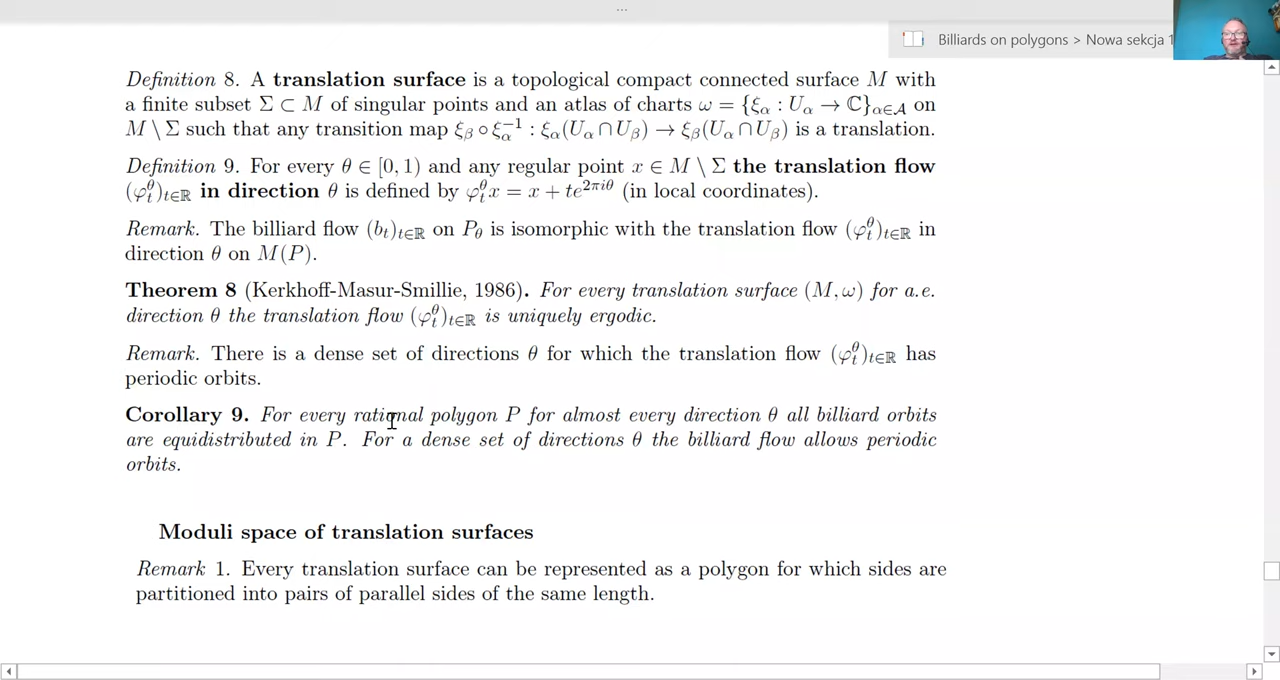 ...
Billiards on polygons > Nowa sekcja 1
Definition 8. A translation surface is a topological compact connected surface M with
a finite subset Σ ⊂ M of singular points and an atlas of charts ω = {ξ_α : U_α → ℂ}_{α∈𝒜} on
M \ Σ such that any transition map ξ_β ∘ ξ_α^{-1} : ξ_α(U_α ∩ U_β) → ξ_β(U_α ∩ U_β) is a translation.
Definition 9. For every θ ∈ [0, 1) and any regular point x ∈ M \ Σ the translation flow
(φ_t^θ)_{t∈ℝ} in direction θ is defined by φ_t^θ x = x + te^{2πiθ} (in local coordinates).
Remark. The billiard flow (b_t)_{t∈ℝ} on P_θ is isomorphic with the translation flow (φ_t^θ)_{t∈ℝ} in
direction θ on M(P).
Theorem 8 (Kerkhoff-Masur-Smillie, 1986). For every translation surface (M, ω) for a.e.
direction θ the translation flow (φ_t^θ)_{t∈ℝ} is uniquely ergodic.
Remark. There is a dense set of directions θ for which the translation flow (φ_t^θ)_{t∈ℝ} has
periodic orbits.
Corollary 9. For every rational polygon P for almost every direction θ all billiard orbits
are equidistributed in P. For a dense set of directions θ the billiard flow allows periodic
orbits.
Moduli space of translation surfaces
Remark 1. Every translation surface can be represented as a polygon for which sides are
partitioned into pairs of parallel sides of the same length.